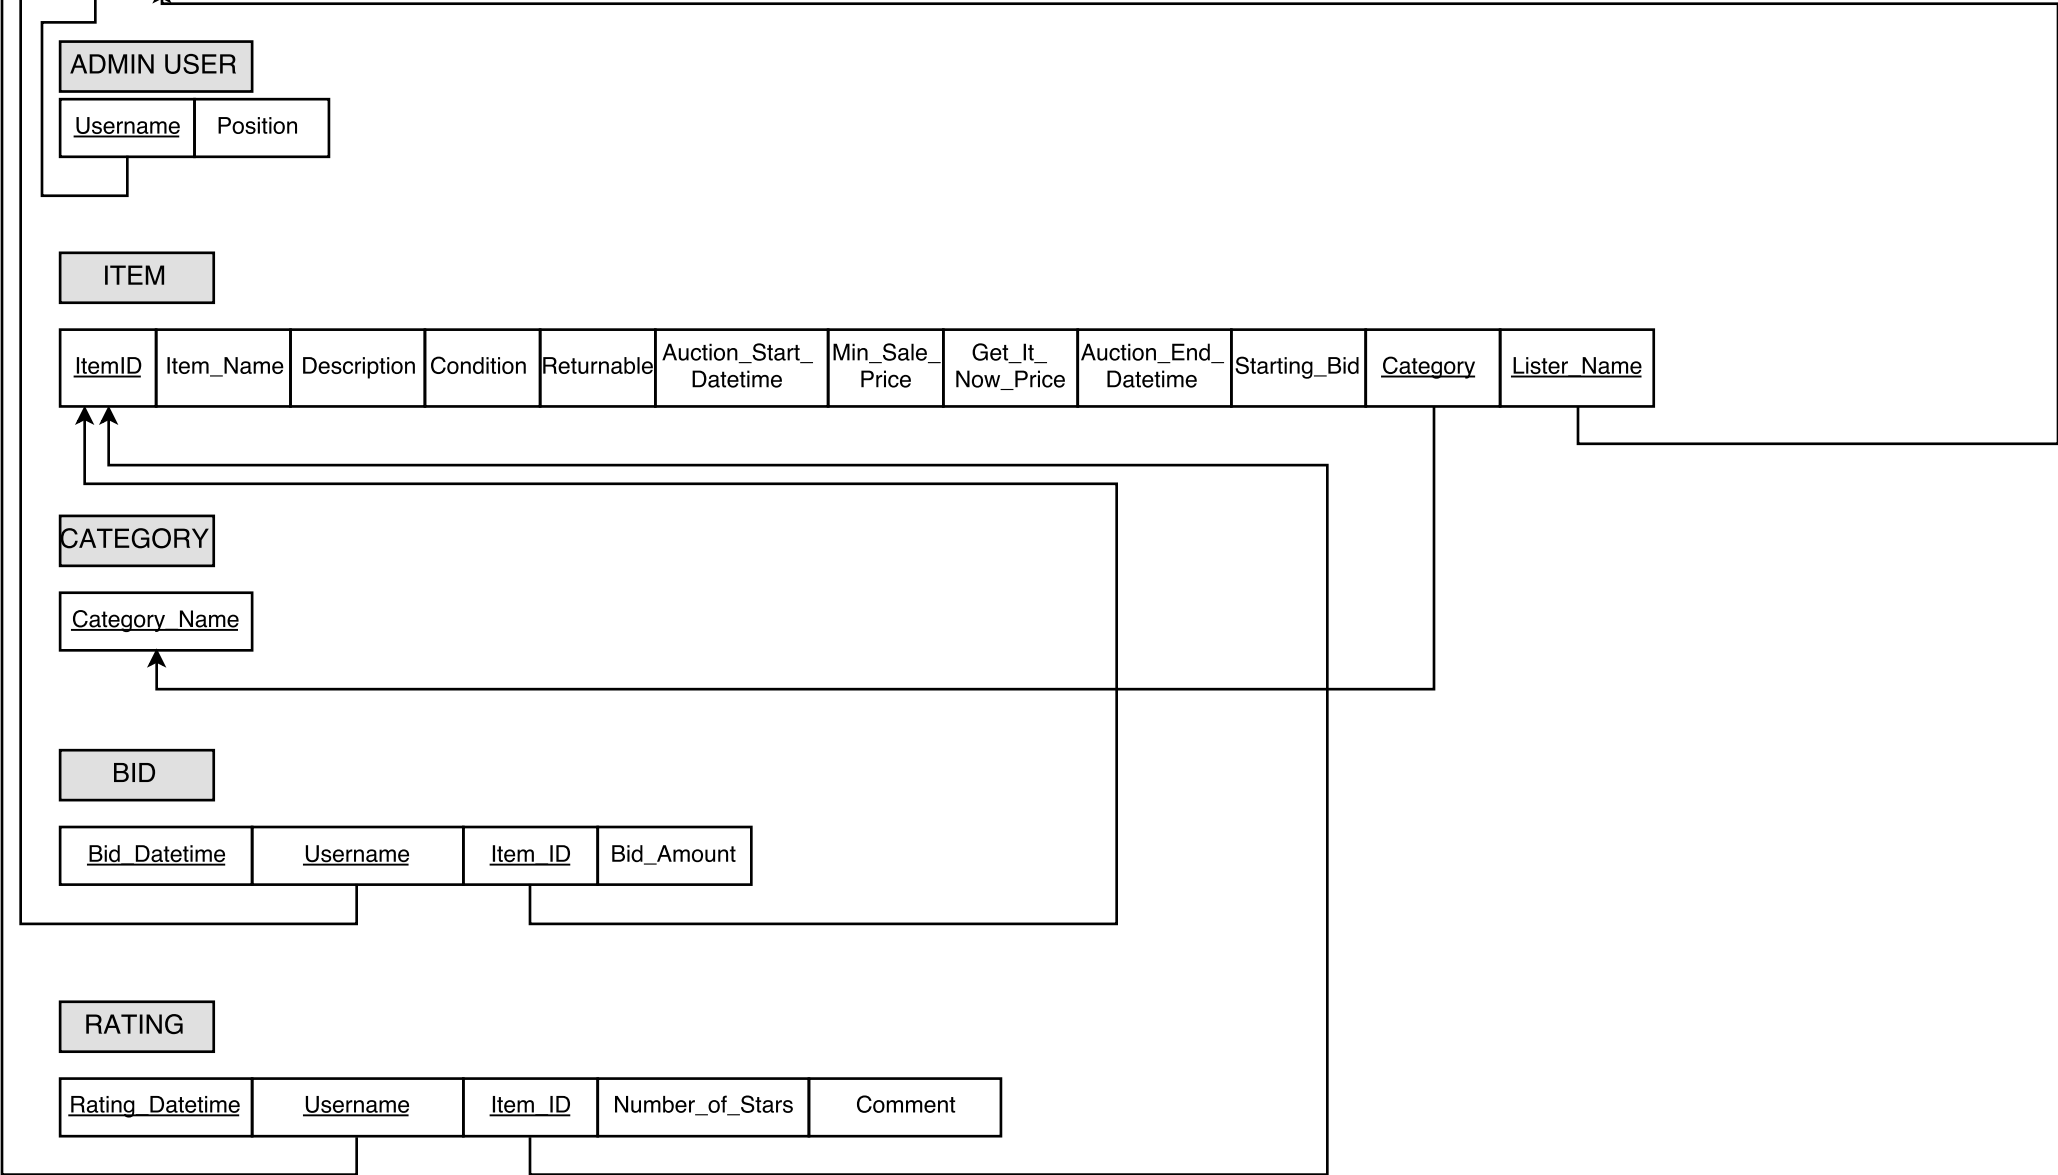 ADMIN USER
Username Position
ITEM
ItemID Item_Name Description Condition Returnable Auction_Start_ Datetime Min_Sale_ Price Get_It_ Now_Price Auction_End_ Datetime Starting_Bid Category Lister_Name
CATEGORY
Category_Name
BID
Bid_Datetime Username Item_ID Bid_Amount
RATING
Rating_Datetime Username Item_ID Number_of_Stars Comment